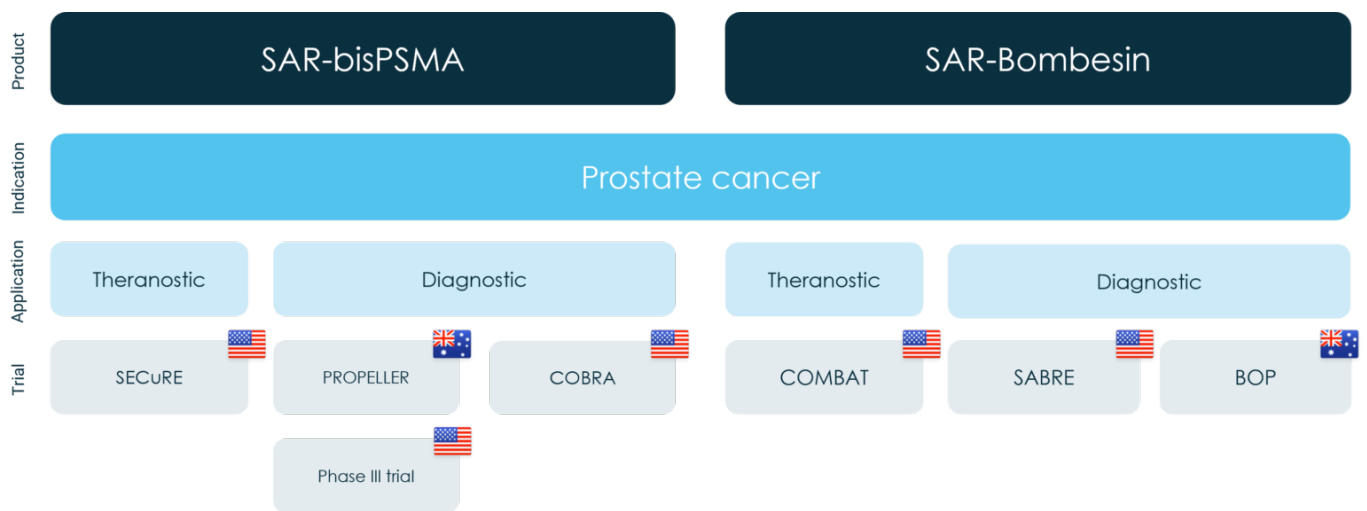 Product
SAR-bisPSMA
SAR-Bombesin
Indication
Prostate cancer
Application
Theranostic
Diagnostic
Theranostic
Diagnostic
Trial
SECuRE
PROPELLER
COBRA
COMBAT
SABRE
BOP
Phase III trial